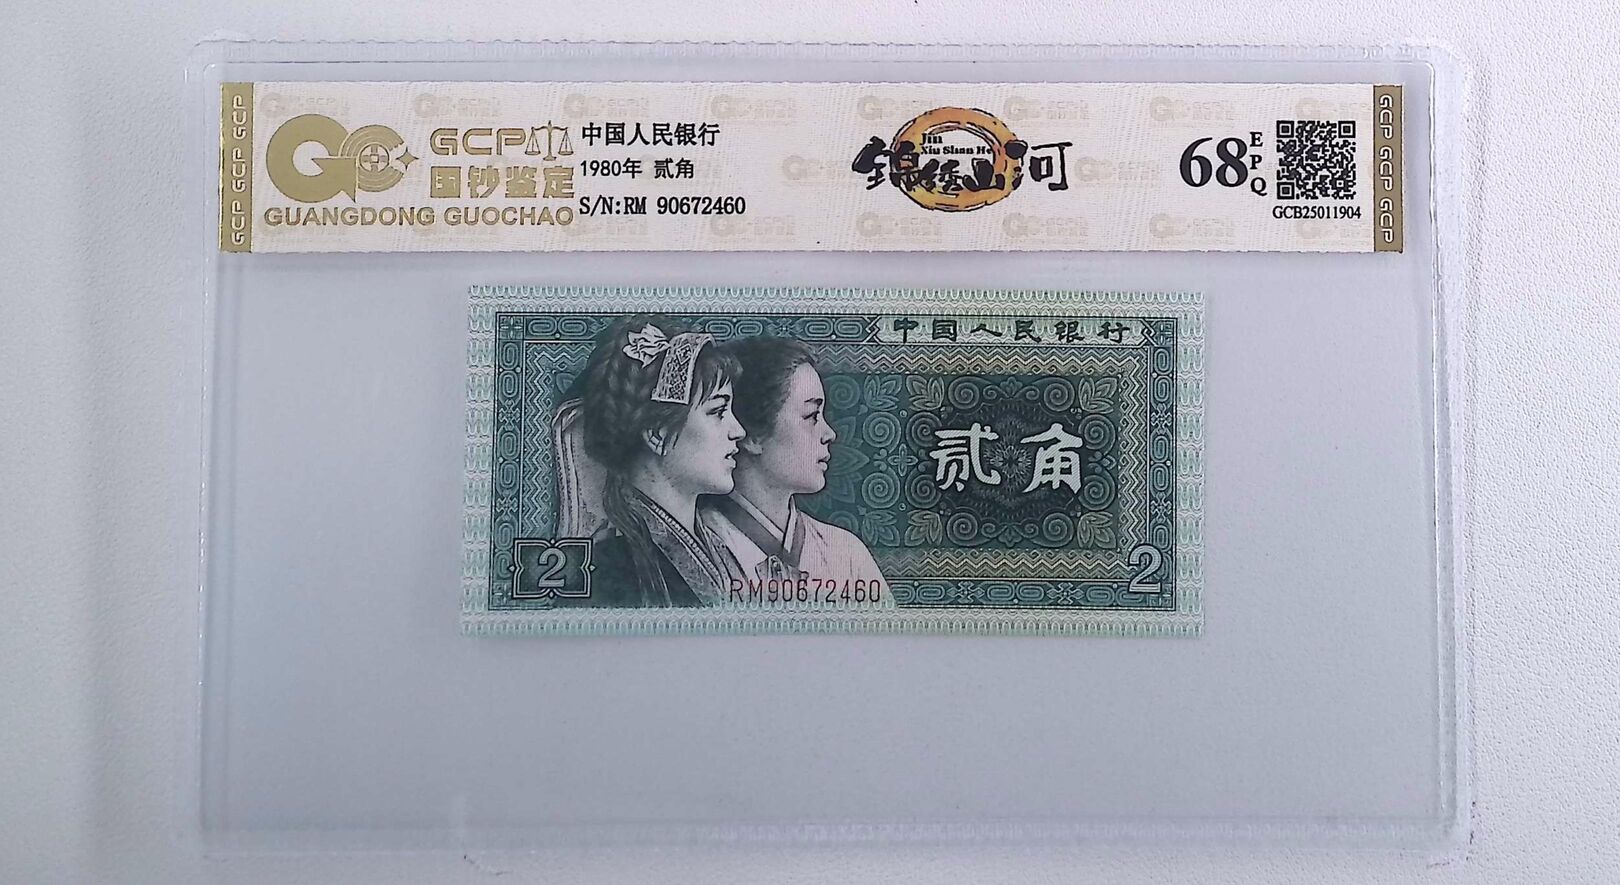 GCP GCP GCP
GCP
国钞鉴定
GUANGDONG GUOCHAO
中国人民银行
1980年 贰角
S/N:RM 90672460
Jin
Xiu Shan He
锦绣山河
68
EPQ
GCB25011904
GCP GCP GCP
中国人民银行
贰角
2
2
RM90672460